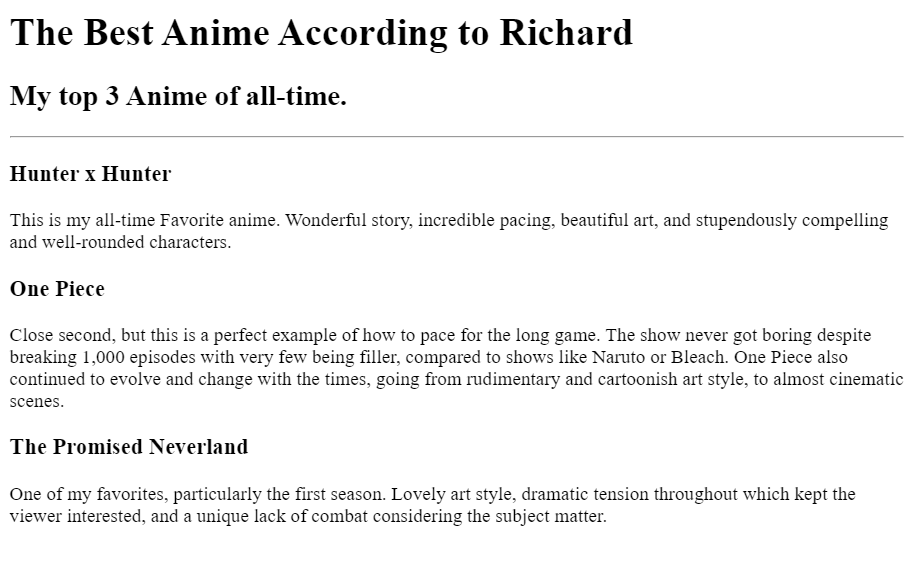 The Best Anime According to Richard
My top 3 Anime of all-time.
Hunter x Hunter
This is my all-time Favorite anime. Wonderful story, incredible pacing, beautiful art, and stupendously compelling
and well-rounded characters.
One Piece
Close second, but this is a perfect example of how to pace for the long game. The show never got boring despite
breaking 1,000 episodes with very few being filler, compared to shows like Naruto or Bleach. One Piece also
continued to evolve and change with the times, going from rudimentary and cartoonish art style, to almost cinematic
scenes.
The Promised Neverland
One of my favorites, particularly the first season. Lovely art style, dramatic tension throughout which kept the
viewer interested, and a unique lack of combat considering the subject matter.